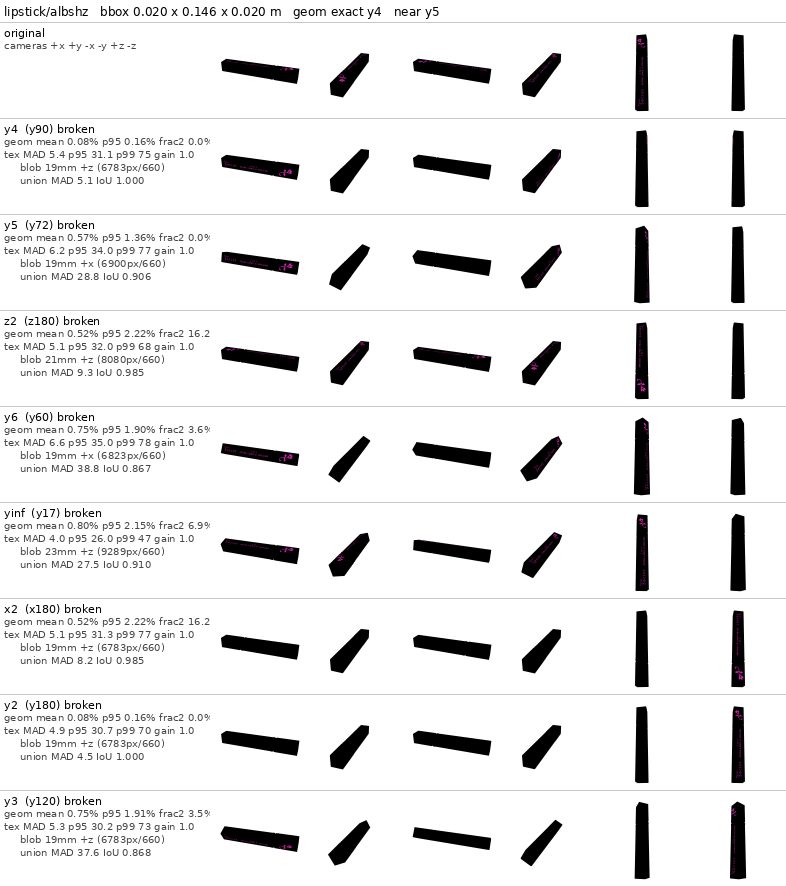 lipstick/albshz bbox 0.020 x 0.146 x 0.020 m geom exact y4 near y5
original
cameras +x +y -x -y +z -z
y4 (y90) broken
geom mean 0.08% p95 0.16% frac2 0.0%
tex MAD 5.4 p95 31.1 p99 75 gain 1.0
blob 19mm +z (6783px/660)
union MAD 5.1 IoU 1.000
y5 (y72) broken
geom mean 0.57% p95 1.36% frac2 0.0%
tex MAD 6.2 p95 34.0 p99 77 gain 1.0
blob 19mm +x (6900px/660)
union MAD 28.8 IoU 0.906
z2 (z180) broken
geom mean 0.52% p95 2.22% frac2 16.2
tex MAD 5.1 p95 32.0 p99 68 gain 1.0
blob 21mm +z (8080px/660)
union MAD 9.3 IoU 0.985
y6 (y60) broken
geom mean 0.75% p95 1.90% frac2 3.6%
tex MAD 6.6 p95 35.0 p99 78 gain 1.0
blob 19mm +x (6823px/660)
union MAD 38.8 IoU 0.867
yinf (y17) broken
geom mean 0.80% p95 2.15% frac2 6.9%
tex MAD 4.0 p95 26.0 p99 47 gain 1.0
blob 23mm +z (9289px/660)
union MAD 27.5 IoU 0.910
x2 (x180) broken
geom mean 0.52% p95 2.22% frac2 16.2
tex MAD 5.1 p95 31.3 p99 77 gain 1.0
blob 19mm +z (6783px/660)
union MAD 8.2 IoU 0.985
y2 (y180) broken
geom mean 0.08% p95 0.16% frac2 0.0%
tex MAD 4.9 p95 30.7 p99 70 gain 1.0
blob 19mm +z (6783px/660)
union MAD 4.5 IoU 1.000
y3 (y120) broken
geom mean 0.75% p95 1.91% frac2 3.5%
tex MAD 5.3 p95 30.2 p99 73 gain 1.0
blob 19mm +z (6783px/660)
union MAD 37.6 IoU 0.868